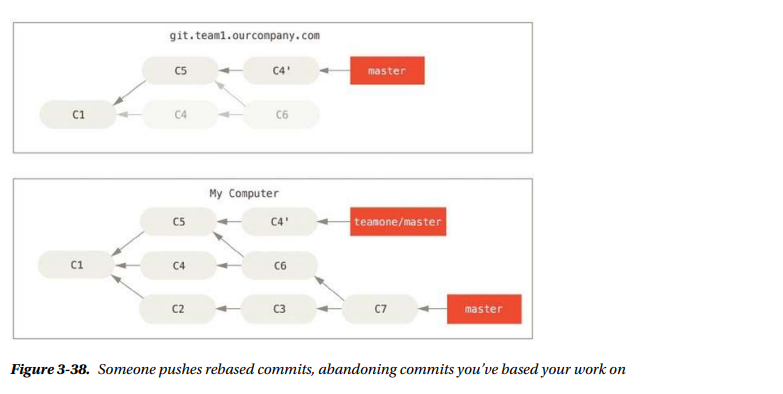 git.team1.ourcompany.com
C5 C4' master
C1 C4 C6
My Computer
C5 C4' teamone/master
C1 C4 C6
C2 C3 C7 master
Figure 3-38. Someone pushes rebased commits, abandoning commits you’ve based your work on